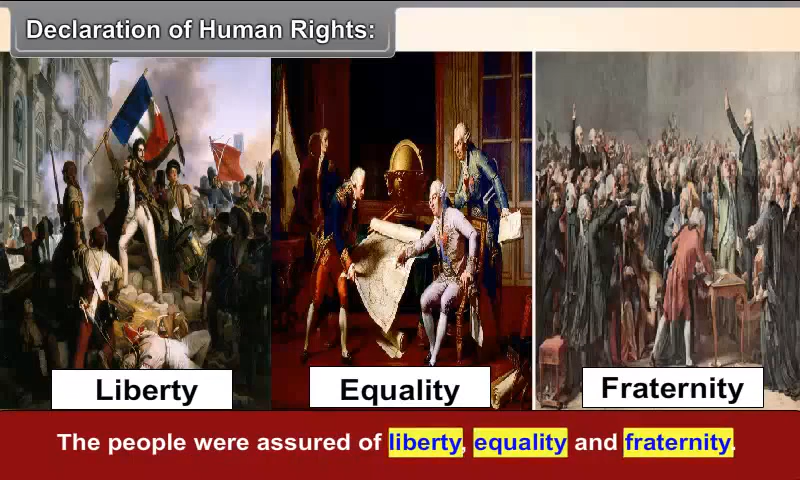 Declaration of Human Rights:
Liberty
Equality
Fraternity
The people were assured of liberty, equality and fraternity.